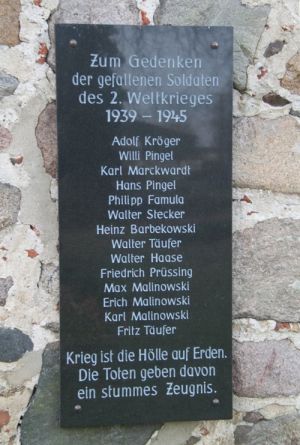 Zum Gedenken
der gefallenen Soldaten
des 2. Weltkrieges
1939 – 1945
Adolf Kröger
Willi Pingel
Karl Marckwardt
Hans Pingel
Philipp Famula
Walter Stecker
Heinz Barbekowski
Walter Täufer
Walter Haase
Friedrich Prüssing
Max Malinowski
Erich Malinowski
Karl Malinowski
Fritz Täufer
Krieg ist die Hölle auf Erden.
Die Toten geben davon
ein stummes Zeugnis.